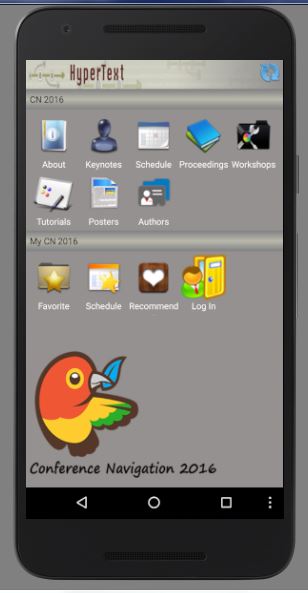 HyperText
CN 2016
About Keynotes Schedule Proceedings Workshops
Tutorials Posters Authors
My CN 2016
Favorite Schedule Recommend Log In
Conference Navigation 2016